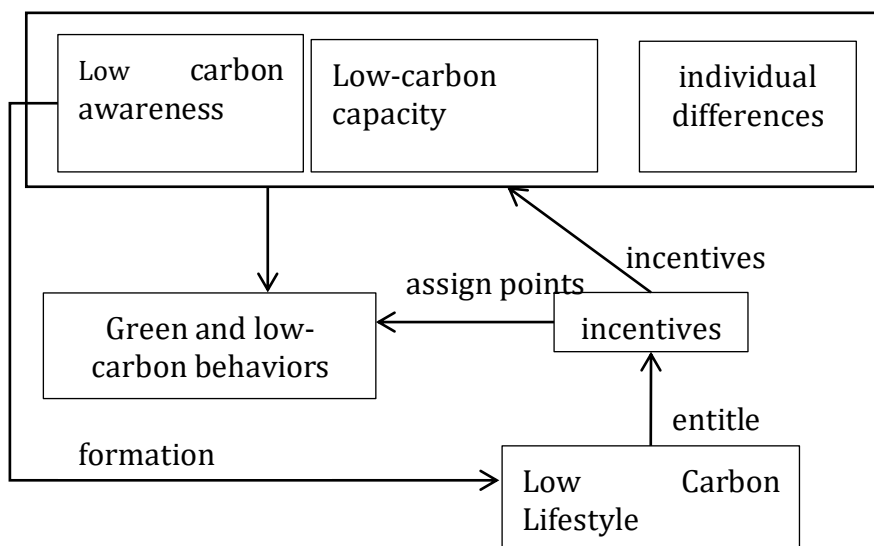 Low carbon
awareness
Low-carbon
capacity
individual
differences
incentives
assign points
Green and low-
carbon behaviors
incentives
entitle
formation
Low Carbon
Lifestyle